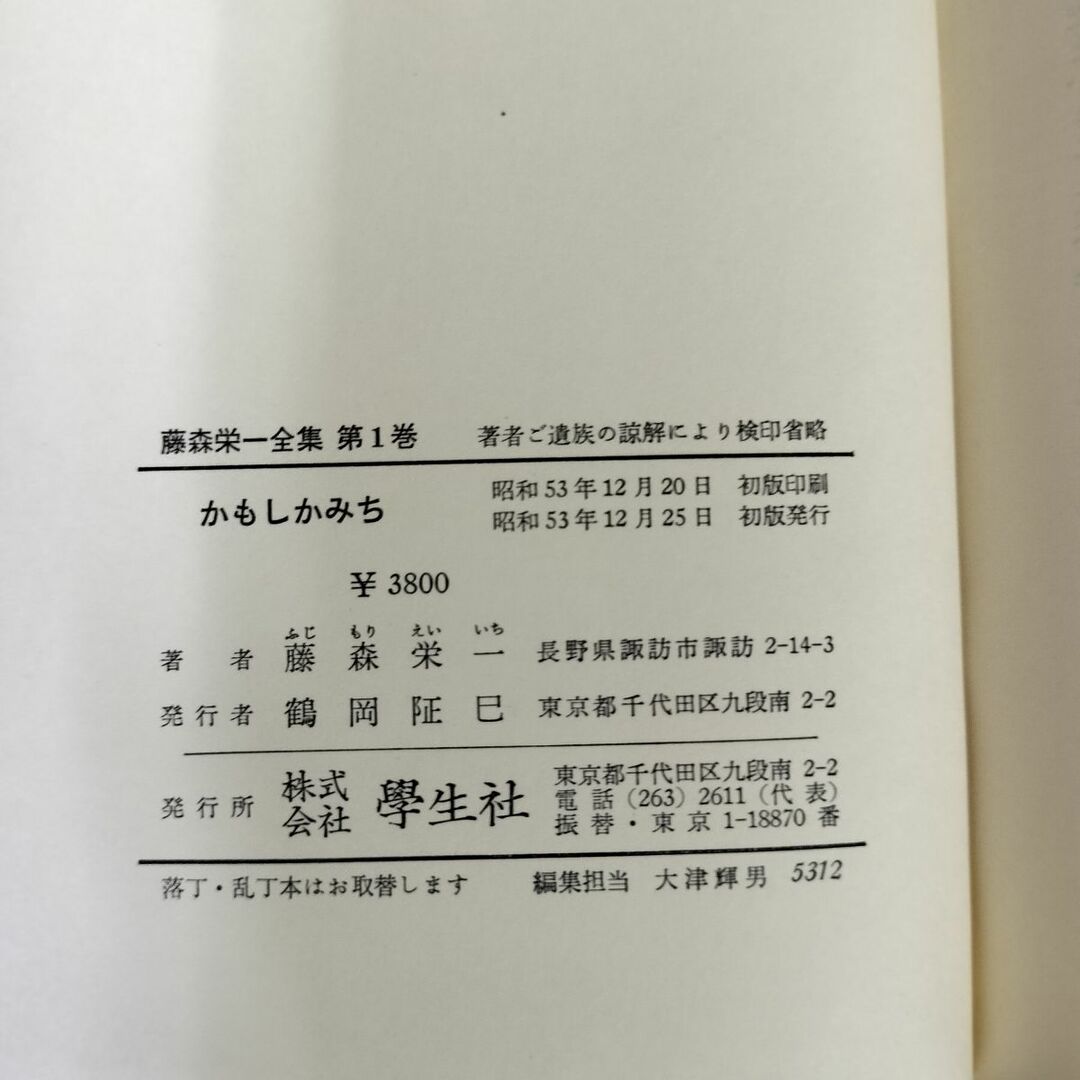 藤森栄一全集 第1巻 著者ご遺族の諒解により検印省略
かもしかみち
昭和53年12月20日 初版印刷
昭和53年12月25日 初版発行
¥ 3800
ふじ もり えい いち
著者 藤森栄一 長野県諏訪市諏訪 2-14-3
発行者 鶴岡阷巳 東京都千代田区九段南 2-2
発行所 株式会社 學生社
東京都千代田区九段南 2-2
電話 (263) 2611 (代表)
振替・東京 1-18870 番
落丁・乱丁本はお取替します 編集担当 大津輝男 5312